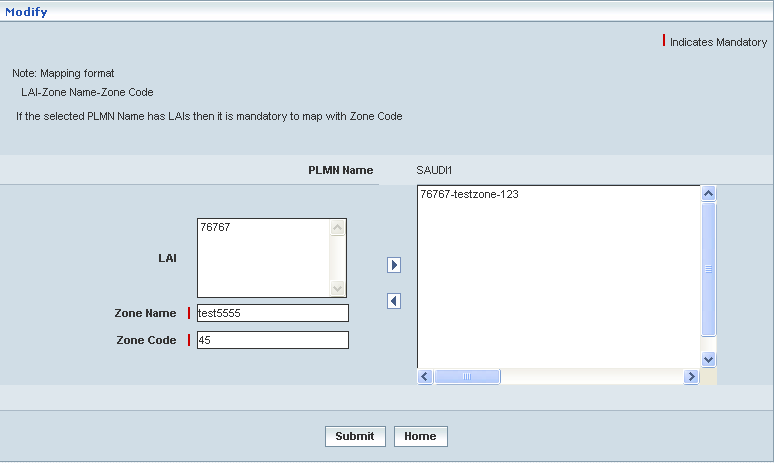 Modify
Indicates Mandatory
Note: Mapping format
LAI-Zone Name-Zone Code
If the selected PLMN Name has LAIs then it is mandatory to map with Zone Code
PLMN Name SAUDI1
76767-testzone-123
LAI 76767
Zone Name test5555
Zone Code 45
Submit Home